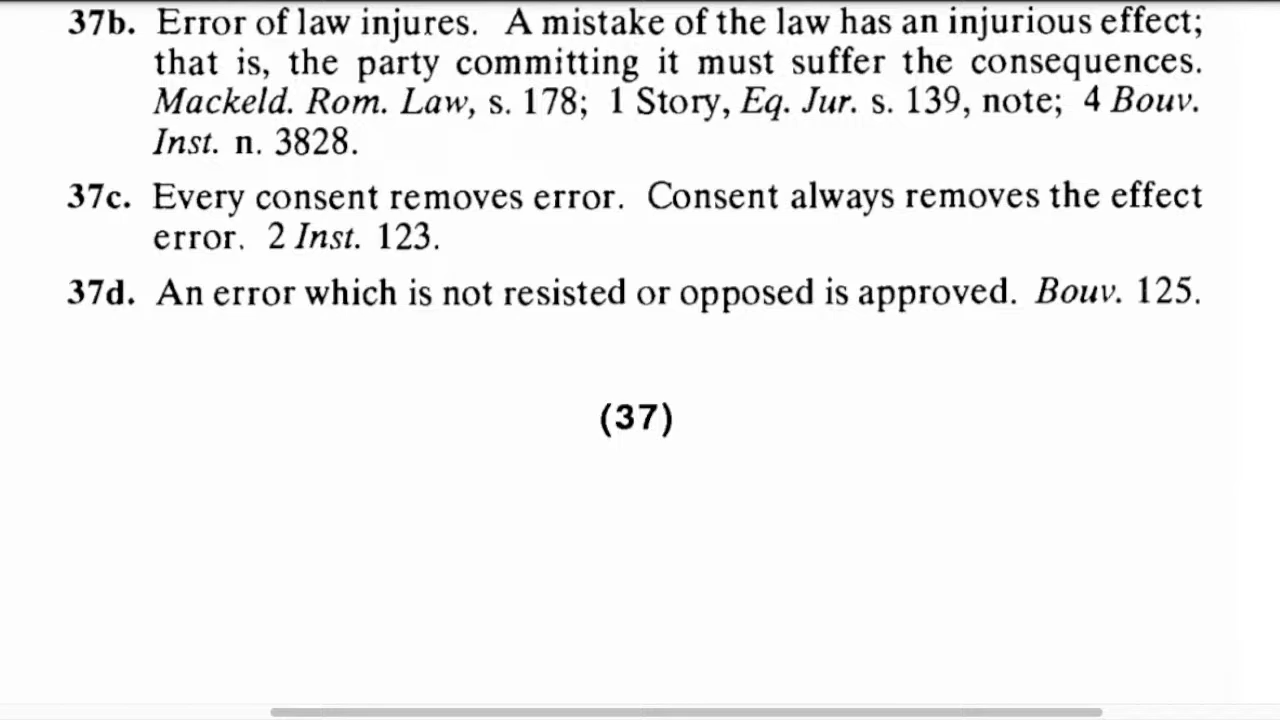 37b. Error of law injures. A mistake of the law has an injurious effect;
that is, the party committing it must suffer the consequences.
Mackeld. Rom. Law, s. 178; 1 Story, Eq. Jur. s. 139, note; 4 Bouv.
Inst. n. 3828.
37c. Every consent removes error. Consent always removes the effect
error. 2 Inst. 123.
37d. An error which is not resisted or opposed is approved. Bouv. 125.
(37)